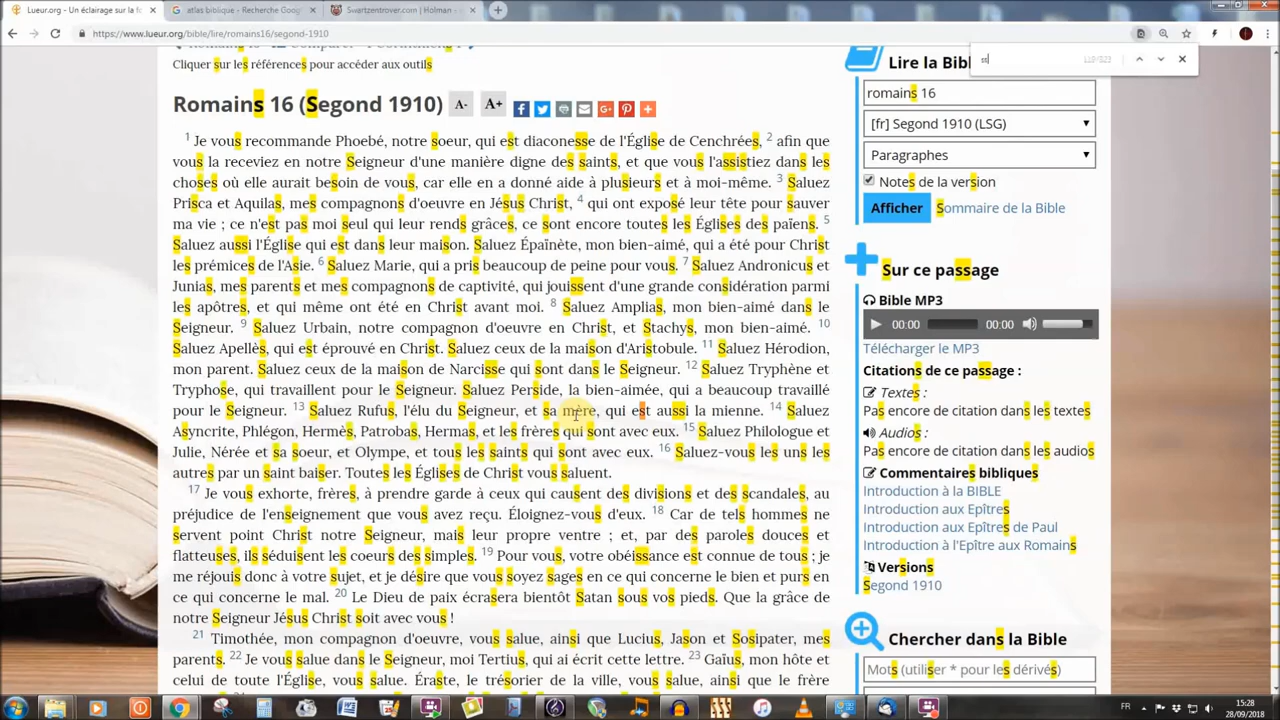 Lueur.org - Un éclairage sur la fo
atlas biblique - Recherche Goog
Swartzentrover.com | Holman -
https://www.lueur.org/bible/lire/romains16/segond-1910
Cliquer sur les références pour accéder aux outils
Romains 16 (Segond 1910) A- A+
1 Je vous recommande Phoebé, notre soeur, qui est diaconesse de l'Église de Cenchrées, 2 afin que
vous la receviez en notre Seigneur d'une manière digne des saints, et que vous l'assistiez dans les
choses où elle aurait besoin de vous, car elle en a donné aide à plusieurs et à moi-même. 3 Saluez
Prisca et Aquilas, mes compagnons d'oeuvre en Jésus Christ, 4 qui ont exposé leur tête pour sauver
ma vie ; ce n'est pas moi seul qui leur rends grâces, ce sont encore toutes les Églises des païens. 5
Saluez aussi l'Église qui est dans leur maison. Saluez Épaïnète, mon bien-aimé, qui a été pour Christ
les prémices de l'Asie. 6 Saluez Marie, qui a pris beaucoup de peine pour vous. 7 Saluez Andronicus et
Junias, mes parents et mes compagnons de captivité, qui jouissent d'une grande considération parmi
les apôtres, et qui même ont été en Christ avant moi. 8 Saluez Amplias, mon bien-aimé dans le
Seigneur. 9 Saluez Urbain, notre compagnon d'oeuvre en Christ, et Stachys, mon bien-aimé. 10
Saluez Apellès, qui est éprouvé en Christ. Saluez ceux de la maison d'Aristobule. 11 Saluez Hérodion,
mon parent. Saluez ceux de la maison de Narcisse qui sont dans le Seigneur. 12 Saluez Tryphène et
Tryphose, qui travaillent pour le Seigneur. Saluez Perside, la bien-aimée, qui a beaucoup travaillé
pour le Seigneur. 13 Saluez Rufus, l'élu du Seigneur, et sa mère, qui est aussi la mienne. 14 Saluez
Asyncrite, Phlégon, Hermès, Patrobas, Hermas, et les frères qui sont avec eux. 15 Saluez Philologue et
Julie, Nérée et sa soeur, et Olympe, et tous les saints qui sont avec eux. 16 Saluez-vous les uns les
autres par un saint baiser. Toutes les Églises de Christ vous saluent.
17 Je vous exhorte, frères, à prendre garde à ceux qui causent des divisions et des scandales, au
préjudice de l'enseignement que vous avez reçu. Éloignez-vous d'eux. 18 Car de tels hommes ne
servent point Christ notre Seigneur, mais leur propre ventre ; et, par des paroles douces et
flatteuses, ils séduisent les coeurs des simples. 19 Pour vous, votre obéissance est connue de tous ; je
me réjouis donc à votre sujet, et je désire que vous soyez sages en ce qui concerne le bien et purs en
ce qui concerne le mal. 20 Le Dieu de paix écrasera bientôt Satan sous vos pieds. Que la grâce de
notre Seigneur Jésus Christ soit avec vous !
21 Timothée, mon compagnon d'oeuvre, vous salue, ainsi que Lucius, Jason et Sosipater, mes
parents. 22 Je vous salue dans le Seigneur, moi Tertius, qui ai écrit cette lettre. 23 Gaïus, mon hôte et
celui de toute l'Église, vous salue. Éraste, le trésorier de la ville, vous salue, ainsi que le frère
Lire la Bible
romains 16
[fr] Segond 1910 (LSG)
Paragraphes
Notes de la version
Afficher Sommaire de la Bible
Sur ce passage
Bible MP3
00:00 00:00
Télécharger le MP3
Citations de ce passage :
Textes :
Pas encore de citation dans les textes
Audios :
Pas encore de citation dans les audios
Commentaires bibliques
Introduction à la BIBLE
Introduction aux Epîtres
Introduction aux Epîtres de Paul
Introduction à l'Epître aux Romains
Versions
Segond 1910
Chercher dans la Bible
Mots (utiliser * pour les dérivés)
FR
15:28
28/09/2018